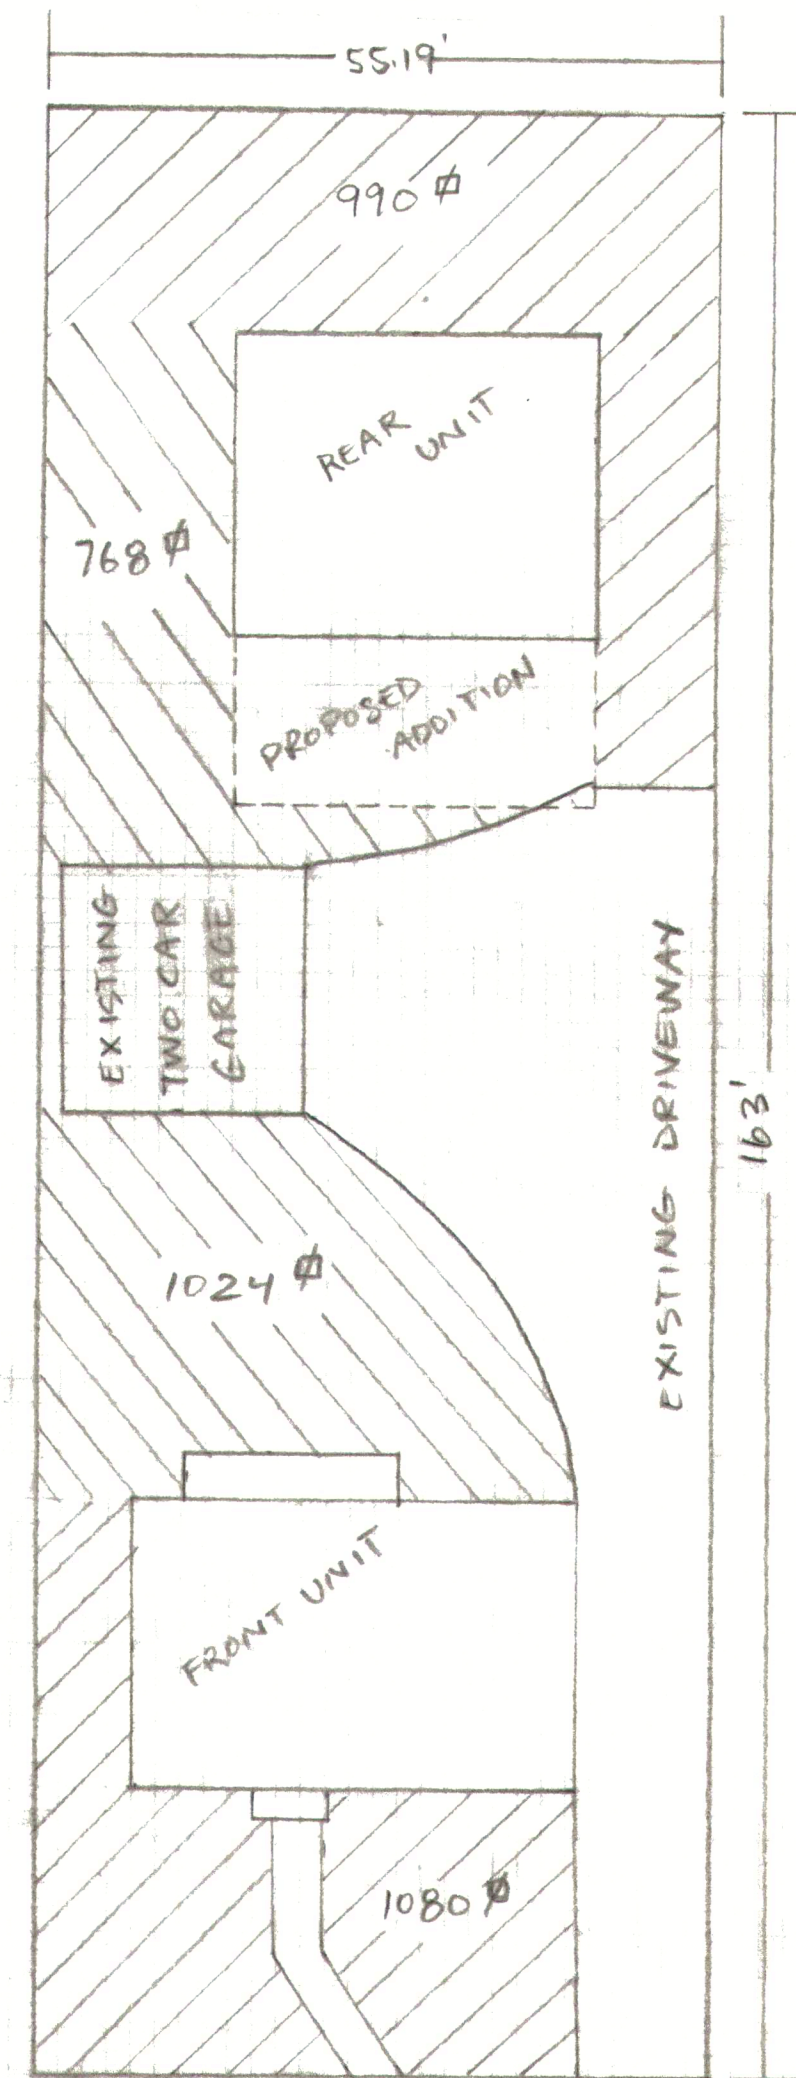 55.19'
990 ⌀
REAR
UNIT
768 ⌀
PROPOSED
ADDITION
EXISTING
TWO CAR
GARAGE
EXISTING DRIVEWAY
163'
1024 ⌀
FRONT UNIT
1080 ⌀